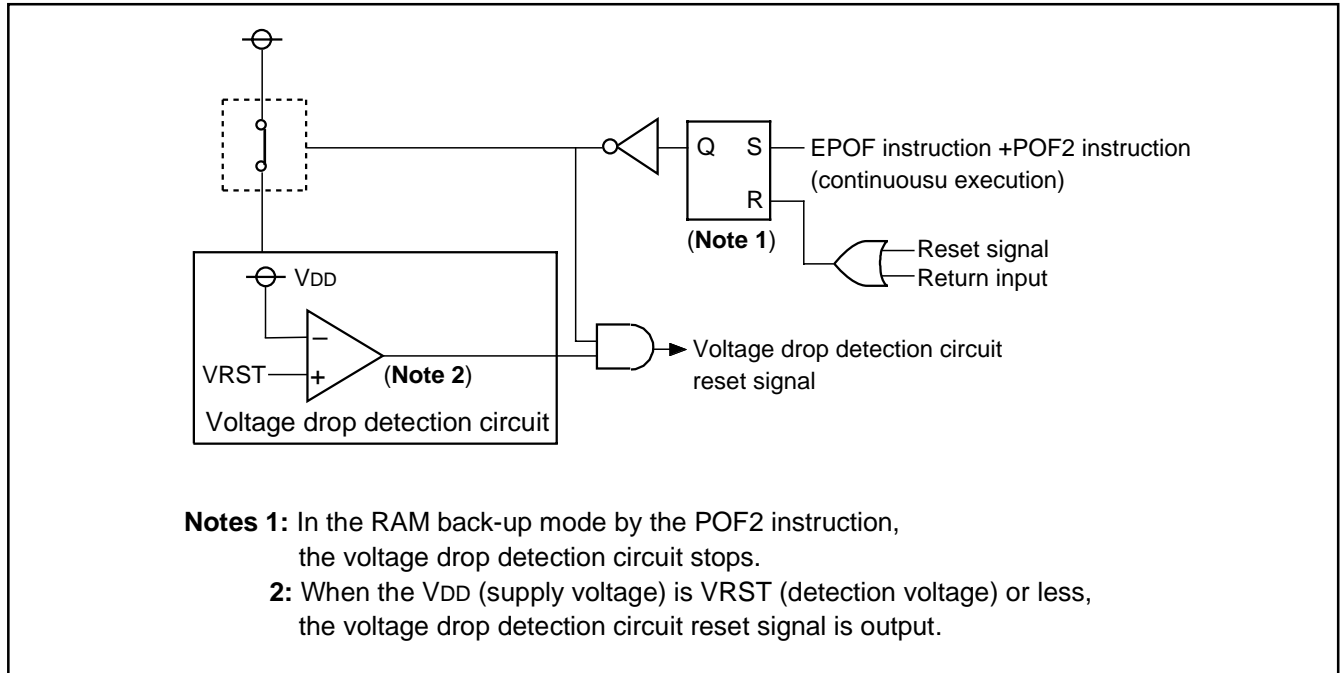 Q
S
EPOF instruction +POF2 instruction
(continuousu execution)
R
(Note 1)
Reset signal
Return input
VDD
−
VRST
+
(Note 2)
Voltage drop detection circuit
Voltage drop detection circuit
reset signal
Notes 1: In the RAM back-up mode by the POF2 instruction,
the voltage drop detection circuit stops.
2: When the VDD (supply voltage) is VRST (detection voltage) or less,
the voltage drop detection circuit reset signal is output.